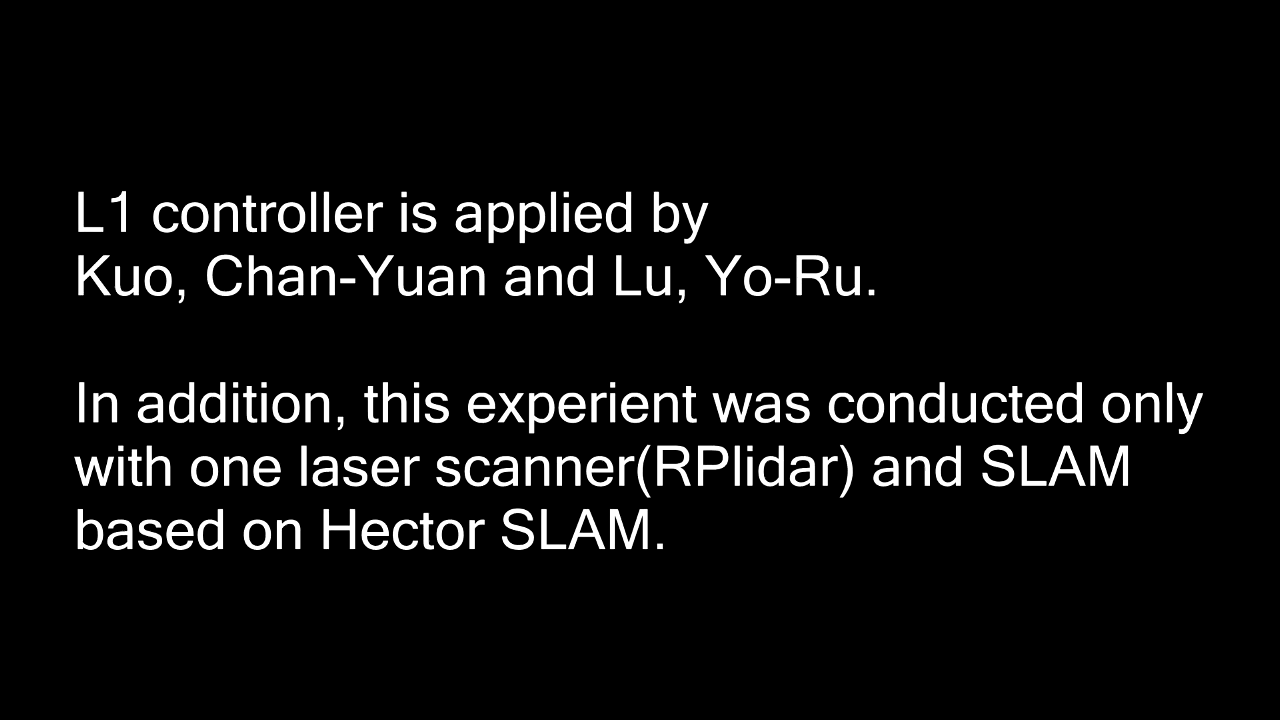 L1 controller is applied by
Kuo, Chan-Yuan and Lu, Yo-Ru.
In addition, this experient was conducted only
with one laser scanner(RPlidar) and SLAM
based on Hector SLAM.